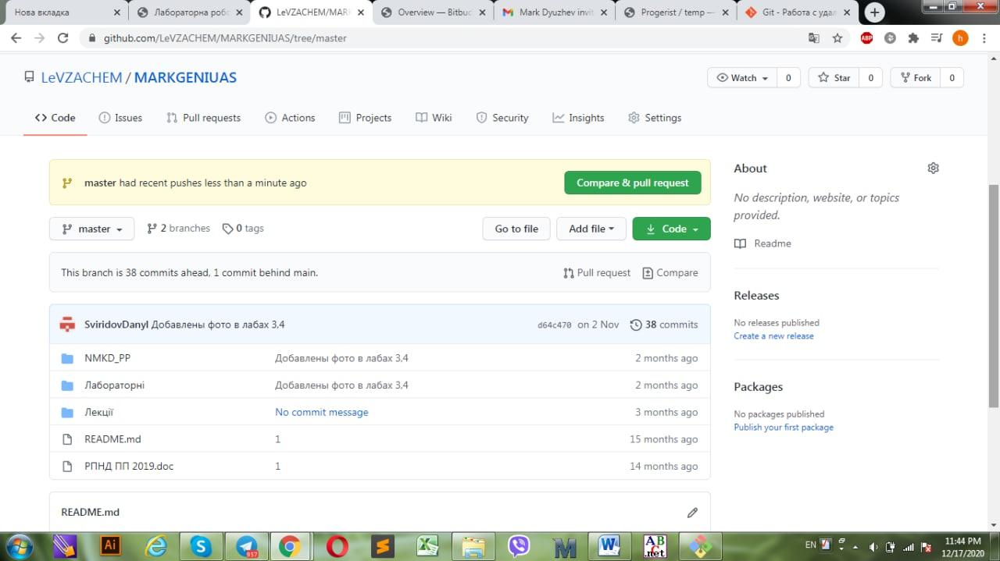 Нова вкладка
Лабораторна роб
LeVZACHEM/MARK
Overview — Bitbuc
Mark Dyuzhev invit
Progerist / temp —
Git - Работа с удал
github.com/LeVZACHEM/MARKGENIUAS/tree/master
ABP
h
LeVZACHEM / MARKGENIUAS
Watch 0
Star 0
Fork 0
Code
Issues
Pull requests
Actions
Projects
Wiki
Security
Insights
Settings
master had recent pushes less than a minute ago
Compare & pull request
master
2 branches
0 tags
Go to file
Add file
Code
This branch is 38 commits ahead, 1 commit behind main.
Pull request
Compare
SviridovDanyl Добавлены фото в лабах 3,4
d64c470 on 2 Nov
38 commits
NMKD_PP Добавлены фото в лабах 3,4 2 months ago
Лабораторні Добавлены фото в лабах 3,4 2 months ago
Лекції No commit message 3 months ago
README.md 1 15 months ago
РПНД ПП 2019.doc 1 14 months ago
README.md
About
No description, website, or topics
provided.
Readme
Releases
No releases published
Create a new release
Packages
No packages published
Publish your first package
Ai
957
AB
C
.net
EN
11:44 PM
12/17/2020